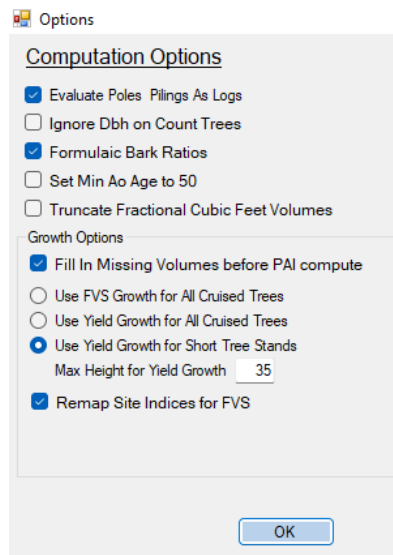 Options
Computation Options
Evaluate Poles Pilings As Logs
Ignore Dbh on Count Trees
Formulaic Bark Ratios
Set Min Ao Age to 50
Truncate Fractional Cubic Feet Volumes
Growth Options
Fill In Missing Volumes before PAI compute
Use FVS Growth for All Cruised Trees
Use Yield Growth for All Cruised Trees
Use Yield Growth for Short Tree Stands
Max Height for Yield Growth 35
Remap Site Indices for FVS
OK